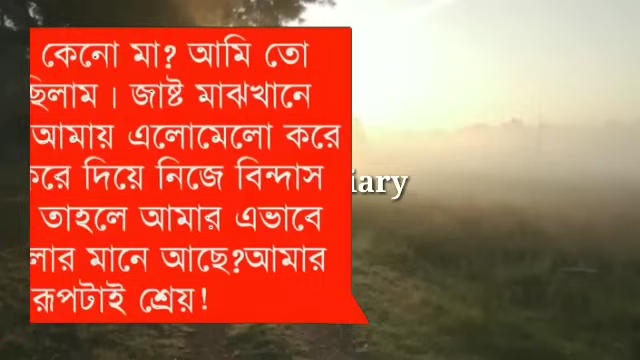 কেনো মা? আমি তো
ছিলাম। জাষ্ট মাঝখানে
আমায় এলোমেলো করে
করে দিয়ে নিজে বিন্দাস
তাহলে আমার এভাবে
লার মানে আছে?আমার
রূপটাই শ্রেয়!
iary